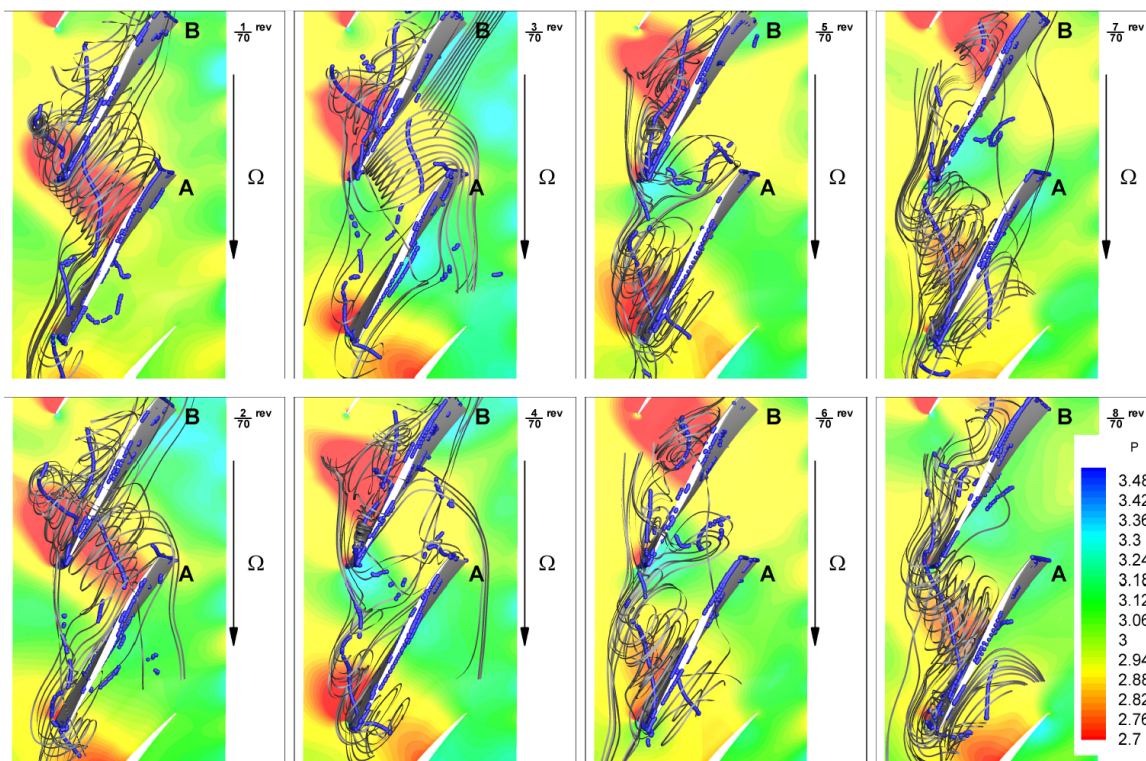 B 1/70 rev
A Ω
B 3/70 rev
A Ω
B 5/70 rev
A Ω
B 7/70 rev
A Ω
B 2/70 rev
A Ω
B 4/70 rev
A Ω
B 6/70 rev
A Ω
B 8/70 rev
A
P
3.48
3.42
3.36
3.3
3.24
3.18
3.12
3.06
3
2.94
2.88
2.82
2.76
2.7